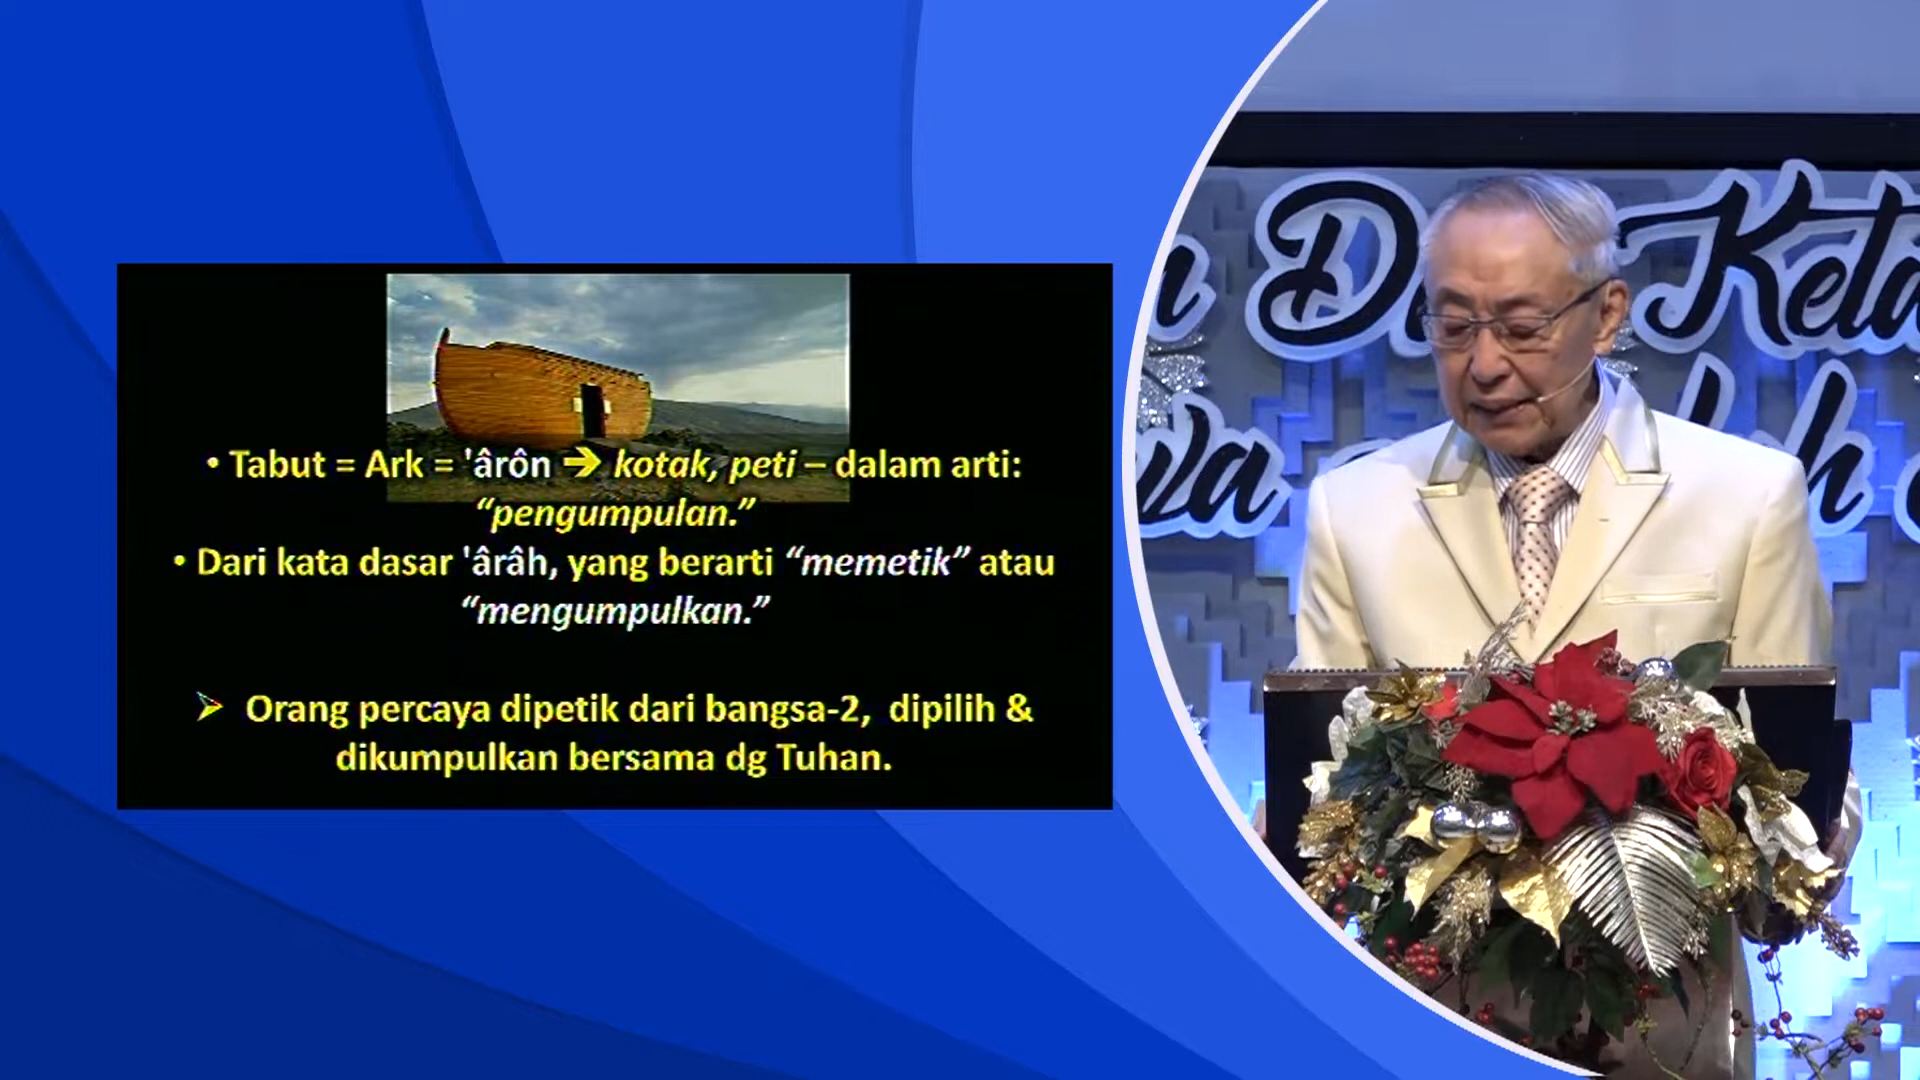 • Tabut = Ark = 'ârôn ➔ kotak, peti – dalam arti:
“pengumpulan.”
• Dari kata dasar 'ârâh, yang berarti “memetik” atau
“mengumpulkan.”
➢ Orang percaya dipetik dari bangsa-2, dipilih &
dikumpulkan bersama dg Tuhan.